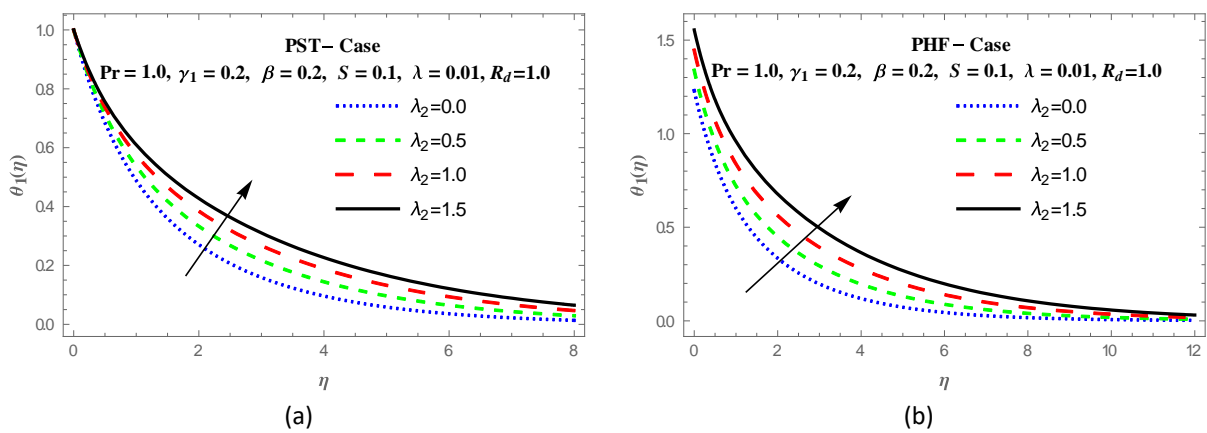 PST- Case
Pr = 1.0, γ₁ = 0.2, β = 0.2, S = 0.1, λ = 0.01, R_d=1.0
λ₂=0.0
λ₂=0.5
λ₂=1.0
λ₂=1.5
θ₁(η)
1.0
0.8
0.6
0.4
0.2
0.0
0 2 4 6 8
η
(a)
PHF- Case
Pr = 1.0, γ₁ = 0.2, β = 0.2, S = 0.1, λ = 0.01, R_d=1.0
λ₂=0.0
λ₂=0.5
λ₂=1.0
λ₂=1.5
θ₁(η)
1.5
1.0
0.5
0.0
0 2 4 6 8 10 12
η
(b)